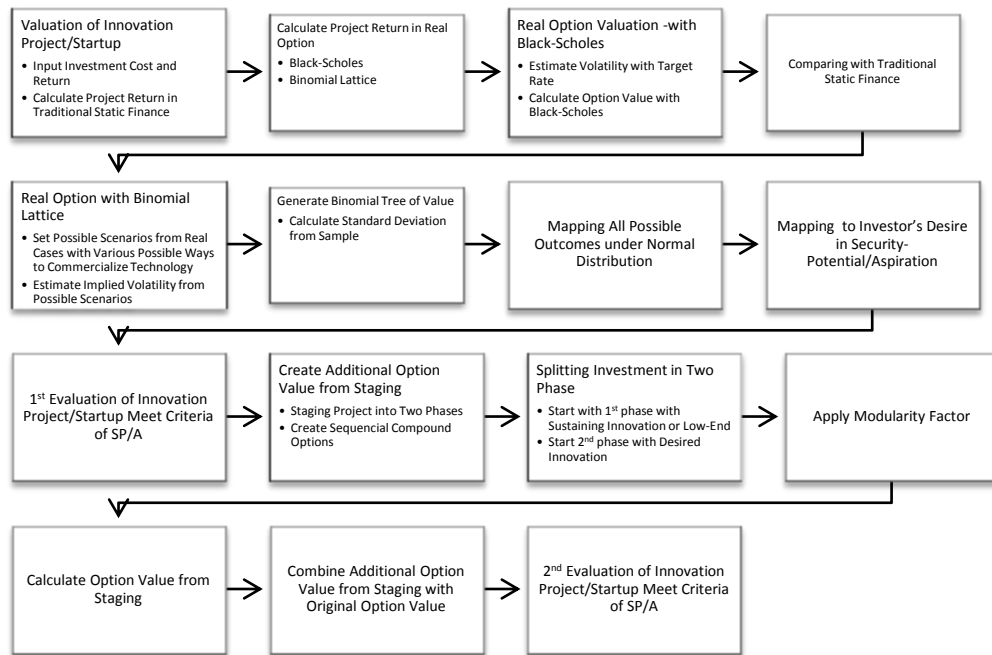 Valuation of Innovation
Project/Startup
• Input Investment Cost and
Return
• Calculate Project Return in
Traditional Static Finance
Calculate Project Return in Real
Option
• Black-Scholes
• Binomial Lattice
Real Option Valuation -with
Black-Scholes
• Estimate Volatility with Target
Rate
• Calculate Option Value with
Black-Scholes
Comparing with Traditional
Static Finance
Real Option with Binomial
Lattice
• Set Possible Scenarios from Real
Cases with Various Possible Ways
to Commercialize Technology
• Estimate Implied Volatility from
Possible Scenarios
Generate Binomial Tree of Value
• Calculate Standard Deviation
from Sample
Mapping All Possible
Outcomes under Normal
Distribution
Mapping to Investor's Desire
in Security-
Potential/Aspiration
1st Evaluation of Innovation
Project/Startup Meet Criteria
of SP/A
Create Additional Option
Value from Staging
• Staging Project into Two Phases
• Create Sequencial Compound
Options
Splitting Investment in Two
Phase
• Start with 1st phase with
Sustaining Innovation or Low-End
• Start 2nd phase with Desired
Innovation
Apply Modularity Factor
Calculate Option Value from
Staging
Combine Additional Option
Value from Staging with
Original Option Value
2nd Evaluation of Innovation
Project/Startup Meet Criteria
of SP/A